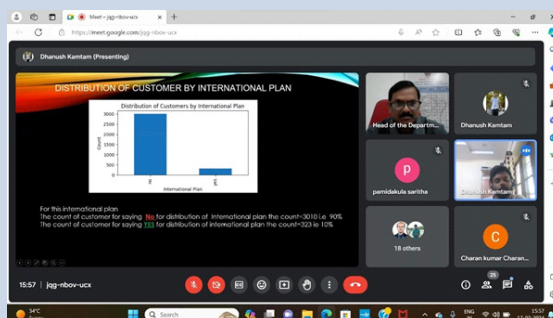 Meet - jqg-nbov-ucx
https://meet.google.com/jqg-nbov-ucx
Dhanush Kamtam (Presenting)
DISTRIBUTION OF CUSTOMER BY INTERNATIONAL PLAN
Distribution of Customers by International Plan
3000
2500
2000
1500
1000
500
0
Count
no
yes
International Plan
For this international plan
The count of customer for saying No for distribution of International plan the count=3010 i.e 90%
The count of customer for saying YES for distribution of international plan the count=323 ie 10%
Head of the Departm...
Dhanush Kamtam
P
pamidakula saritha
Dhanush Kamtam
18 others
C
Charan kumar Charan...
15:57 | jqg-nbov-ucx
25
34°C
Search
ENG
15:57